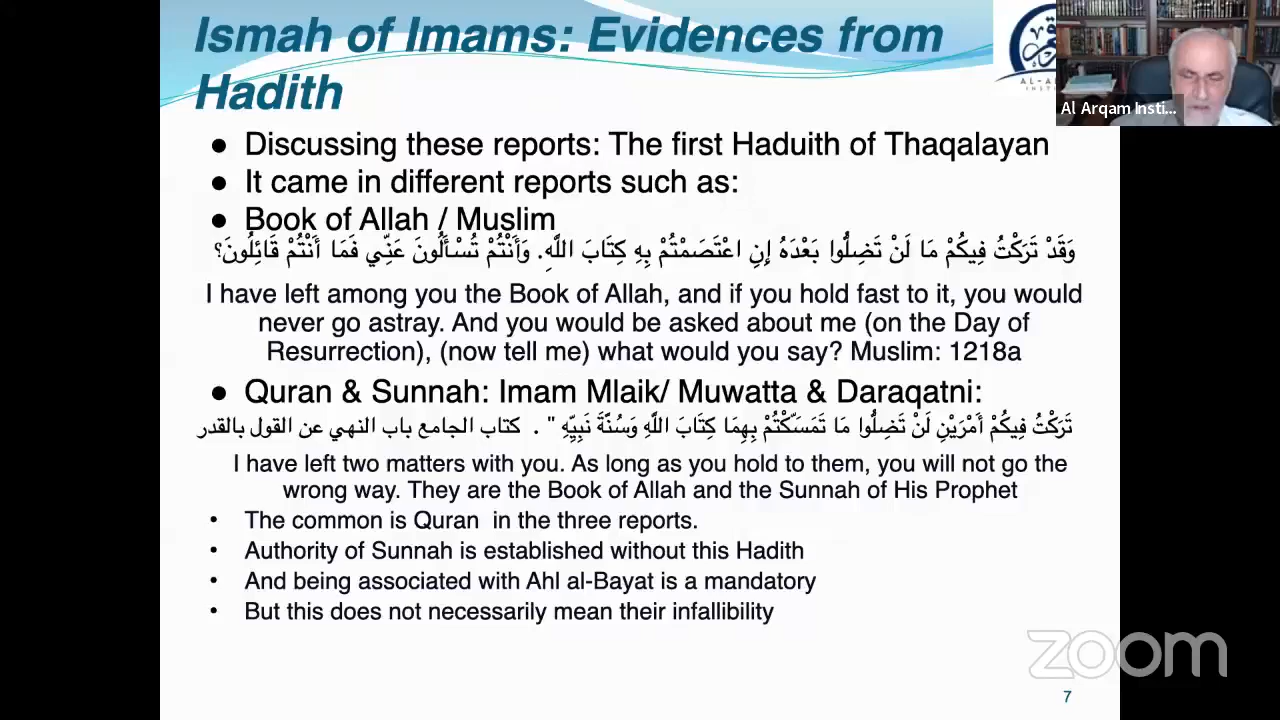 Ismah of Imams: Evidences from
Hadith
Al Arqam Insti...
● Discussing these reports: The first Haduith of Thaqalayan
● It came in different reports such as:
● Book of Allah / Muslim
وَقَدْ تَرَكْتُ فِيكُمْ مَا لَنْ تَضِلُّوا بَعْدَهُ إِنِ اعْتَصَمْتُمْ بِهِ كِتَابَ اللَّهِ. وَأَنْتُمْ تُسْأَلُونَ عَنِّي فَمَا أَنْتُمْ قَائِلُونَ؟
I have left among you the Book of Allah, and if you hold fast to it, you would
never go astray. And you would be asked about me (on the Day of
Resurrection), (now tell me) what would you say? Muslim: 1218a
● Quran & Sunnah: Imam Mlaik/ Muwatta & Daraqatni:
تَرَكْتُ فِيكُمْ أَمْرَيْنِ لَنْ تَضِلُّوا مَا تَمَسَّكْتُمْ بِهِمَا كِتَابَ اللَّهِ وَسُنَّةَ نَبِيِّهِ " . كتاب الجامع باب النهي عن القول بالقدر
I have left two matters with you. As long as you hold to them, you will not go the
wrong way. They are the Book of Allah and the Sunnah of His Prophet
• The common is Quran in the three reports.
• Authority of Sunnah is established without this Hadith
• And being associated with Ahl al-Bayat is a mandatory
• But this does not necessarily mean their infallibility
zoom
7